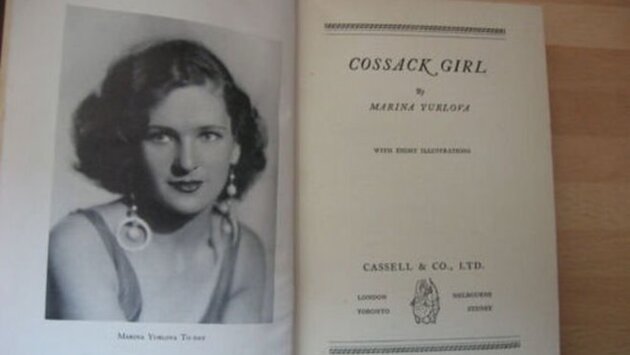 Marina Yurlova To-day
COSSACK GIRL
By
MARINA YURLOVA
WITH EIGHT ILLUSTRATIONS
CASSELL & CO., LTD.
LONDON MELBOURNE
TORONTO SYDNEY